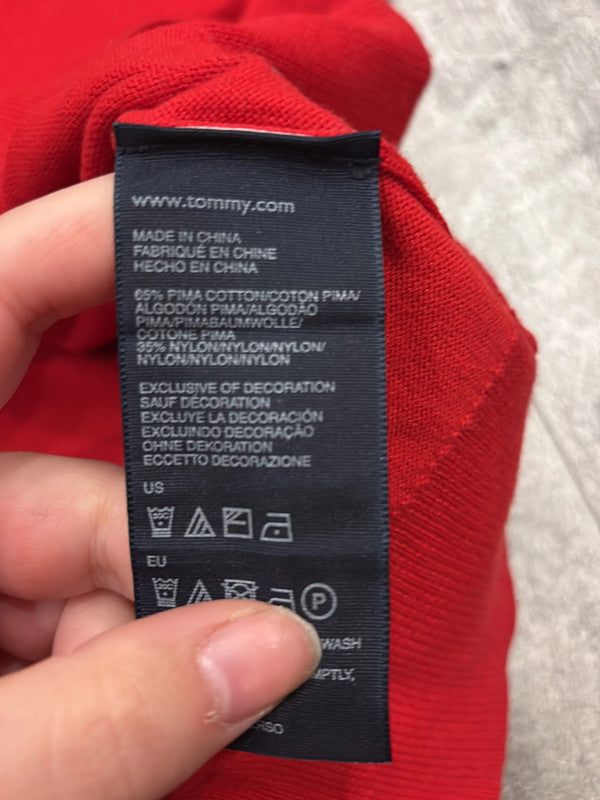 www.tommy.com
MADE IN CHINA
FABRIQUÉ EN CHINE
HECHO EN CHINA
65% PIMA COTTON/COTON PIMA/
ALGODON PIMA/ALGODÃO
PIMA/PIMABAUMWOLLE/
COTONE PIMA
35% NYLON/NYLON/NYLON/
NYLON/NYLON/NYLON
EXCLUSIVE OF DECORATION
SAUF DÉCORATION
EXCLUYE LA DECORACIÓN
EXCLUINDO DECORAÇÃO
OHNE DEKORATION
ECCETTO DECORAZIONE
US
EU
P
WASH